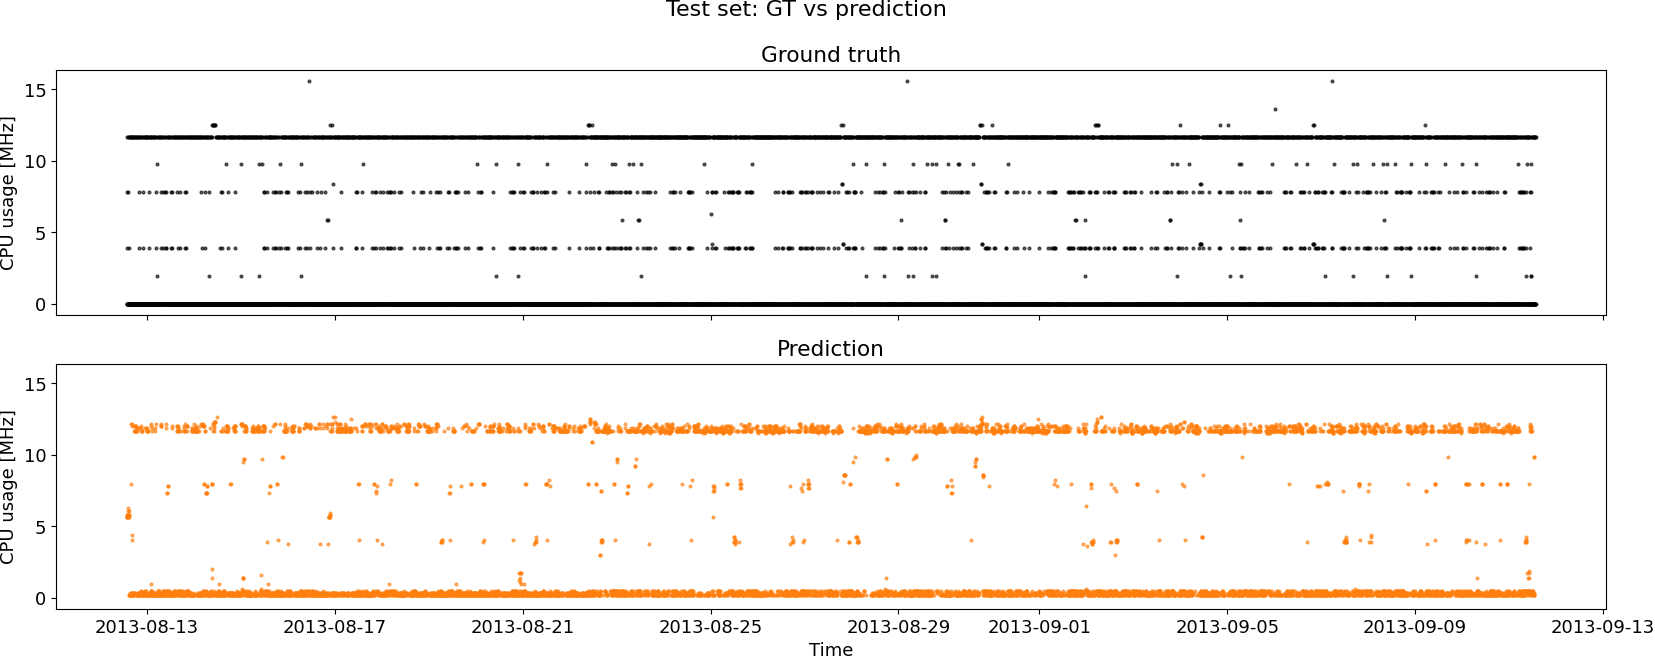 Test set: GT vs prediction
Ground truth
CPU usage [MHz]
15
10
5
0
Prediction
CPU usage [MHz]
15
10
5
0
2013-08-13 2013-08-17 2013-08-21 2013-08-25 2013-08-29 2013-09-01 2013-09-05 2013-09-09 2013-09-13
Time